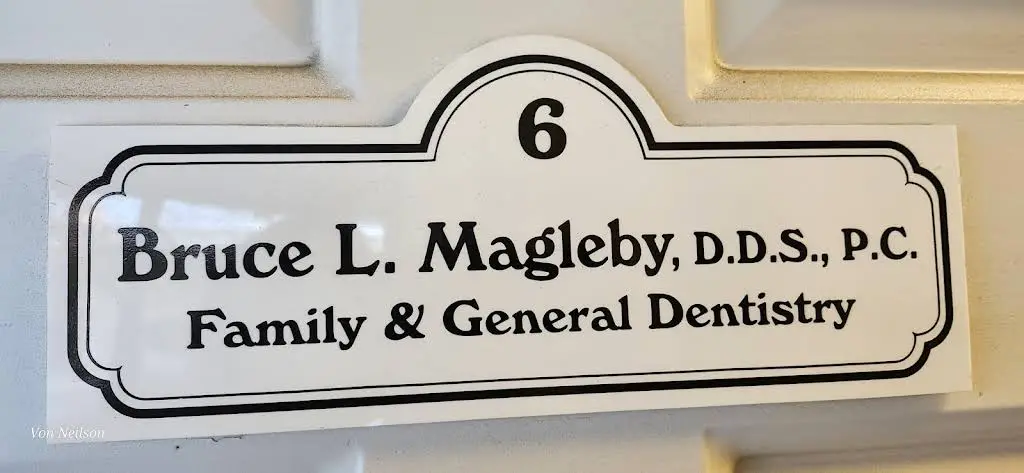 6
Bruce L. Magleby, D.D.S., P.C.
Family & General Dentistry
Von Neilson